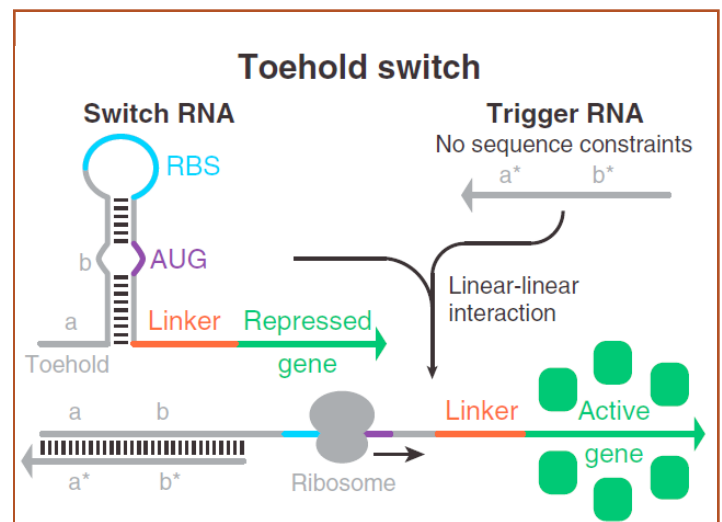 Toehold switch
Switch RNA
RBS
b
AUG
a
Linker
Repressed
gene
Toehold
Trigger RNA
No sequence constraints
a* b*
Linear-linear
interaction
a b
a* b*
Ribosome
Linker
Active
gene